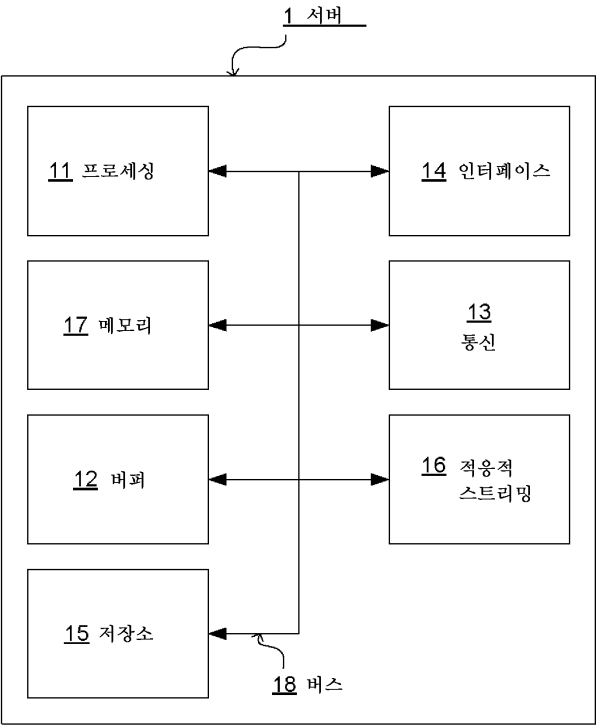 1 서버
11 프로세싱
14 인터페이스
17 메모리
13
통신
12 버퍼
16 적응적
스트리밍
15 저장소
18 버스